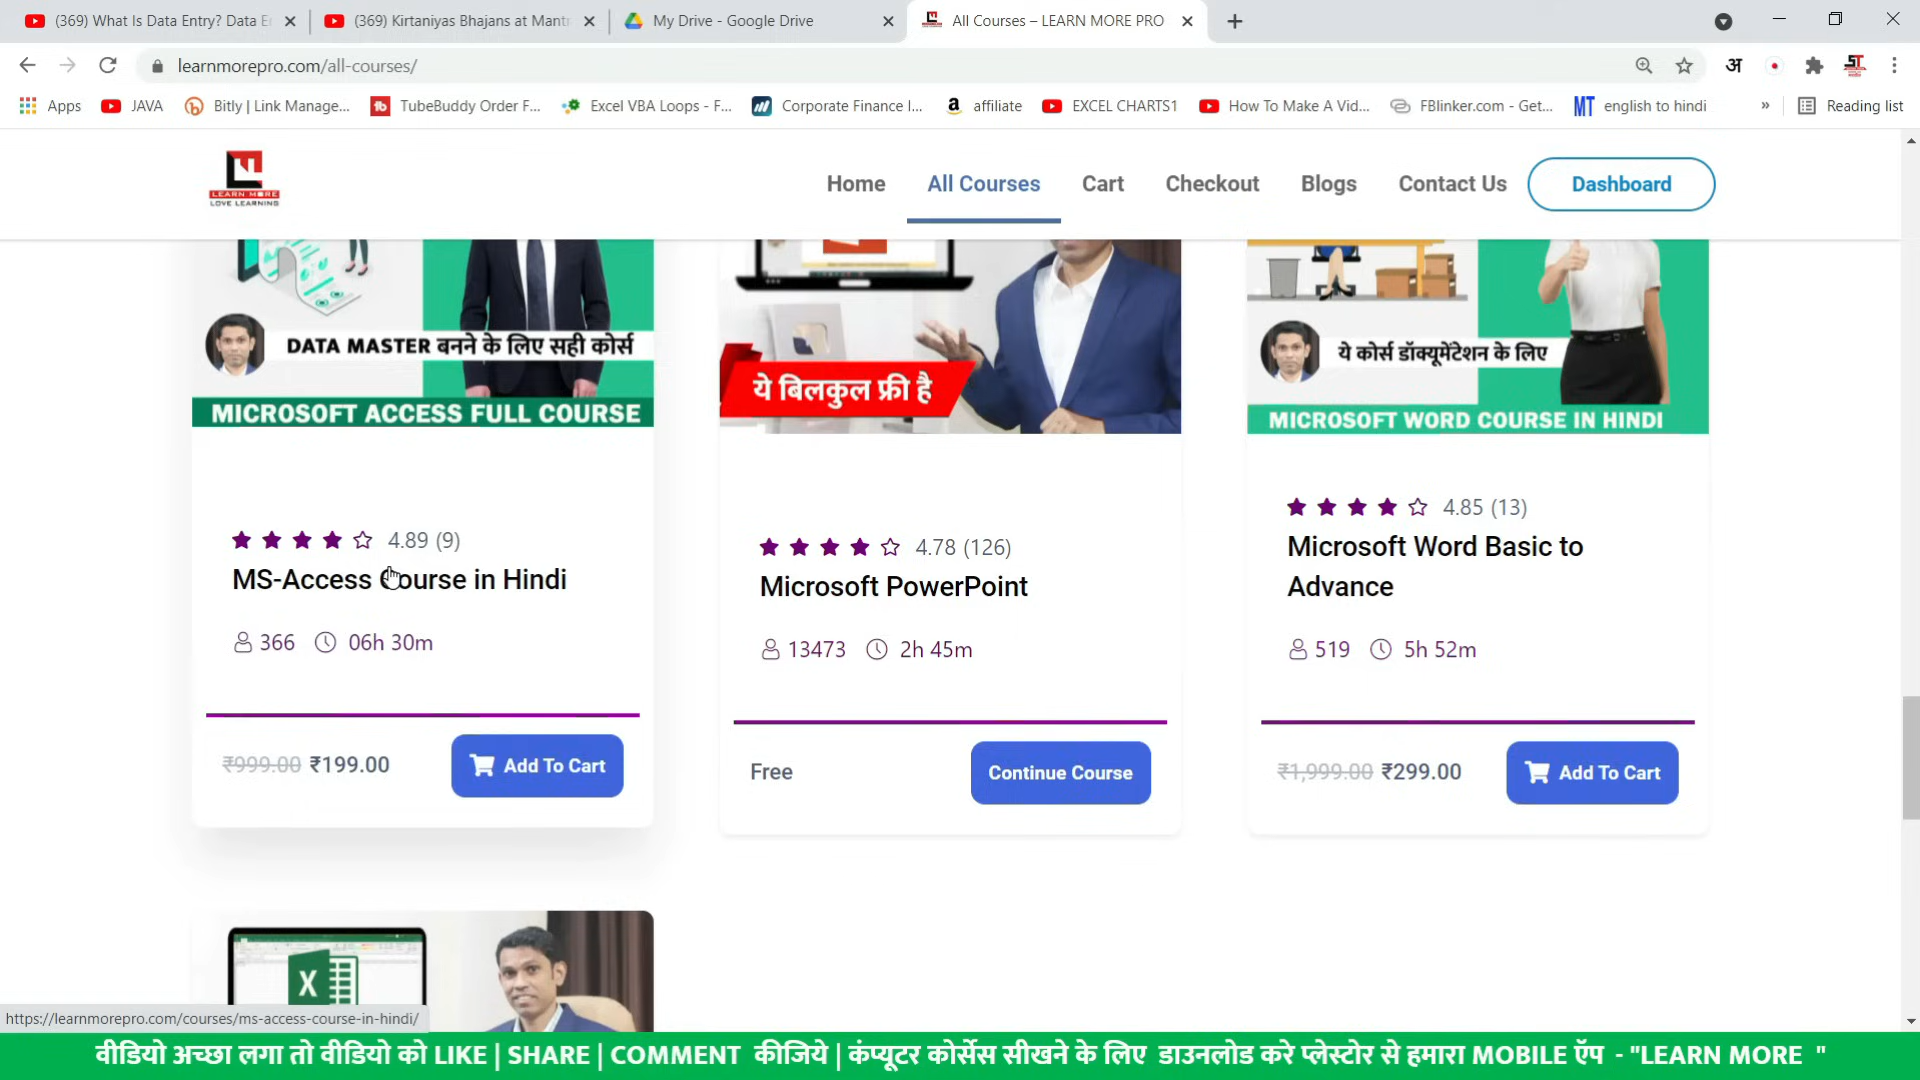 (369) What Is Data Entry? Data E
(369) Kirtaniyas Bhajans at Mantr
My Drive - Google Drive
All Courses – LEARN MORE PRO
learnmorepro.com/all-courses/
अ
Apps
JAVA
Bitly | Link Manage...
TubeBuddy Order F...
Excel VBA Loops - F...
Corporate Finance I...
affiliate
EXCEL CHARTS1
How To Make A Vid...
FBlinker.com - Get...
MT english to hindi
»
Reading list
LEARN MORE
LOVE LEARNING
Home
All Courses
Cart
Checkout
Blogs
Contact Us
Dashboard
DATA MASTER बनने के लिए सही कोर्स
MICROSOFT ACCESS FULL COURSE
ये बिलकुल फ्री है
ये कोर्स डॉक्यूमेंटेशन के लिए
MICROSOFT WORD COURSE IN HINDI
4.89 (9)
MS-Access Course in Hindi
366 06h 30m
₹999.00 ₹199.00
Add To Cart
4.78 (126)
Microsoft PowerPoint
13473 2h 45m
Free
Continue Course
4.85 (13)
Microsoft Word Basic to
Advance
519 5h 52m
₹1,999.00 ₹299.00
Add To Cart
X
https://learnmorepro.com/courses/ms-access-course-in-hindi/
वीडियो अच्छा लगा तो वीडियो को LIKE | SHARE | COMMENT कीजिये | कंप्यूटर कोर्सेस सीखने के लिए डाउनलोड करे प्लेस्टोर से हमारा MOBILE ऍप - "LEARN MORE "